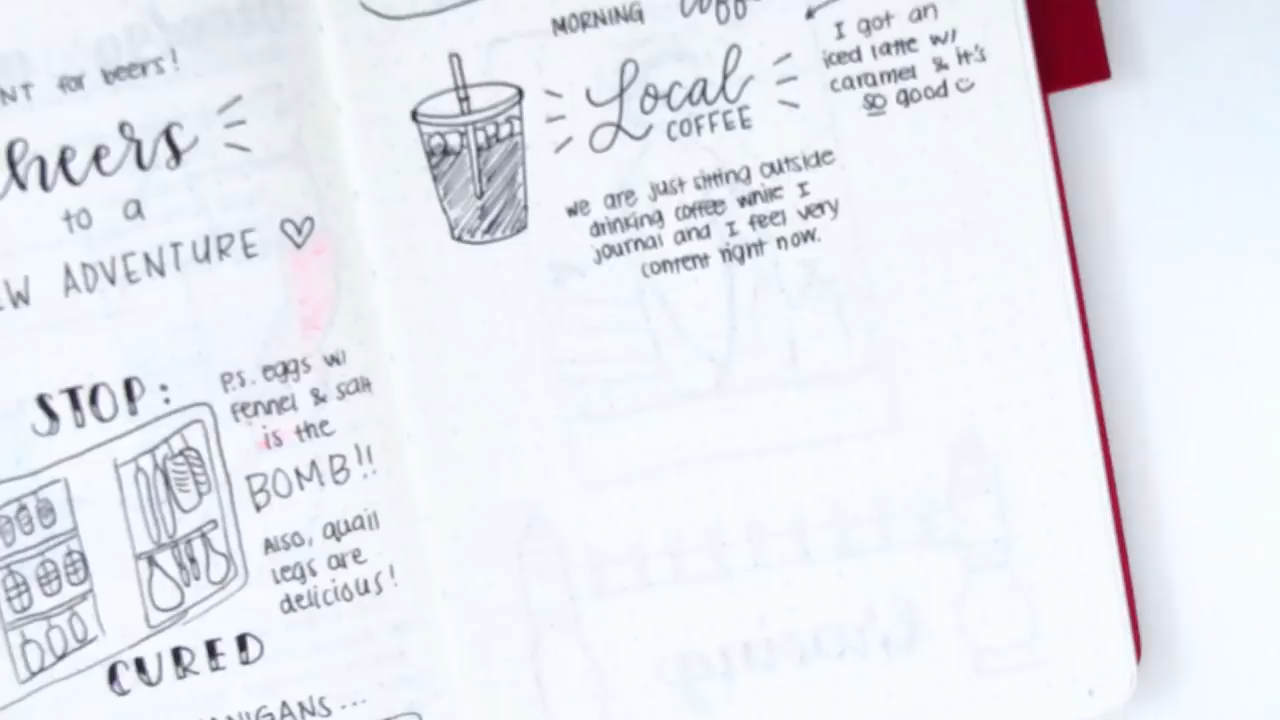 for beers!
Cheers
to a
ADVENTURE
STOP:
P.S. eggs w/
fennel & salt
is the
BOMB!!
Also, quail
legs are
delicious!
CURED
MORNING
Local
COFFEE
I got an
iced latte w/
caramel & it's
so good
we are just sitting outside
drinking coffee while I
journal and I feel very
content right now.